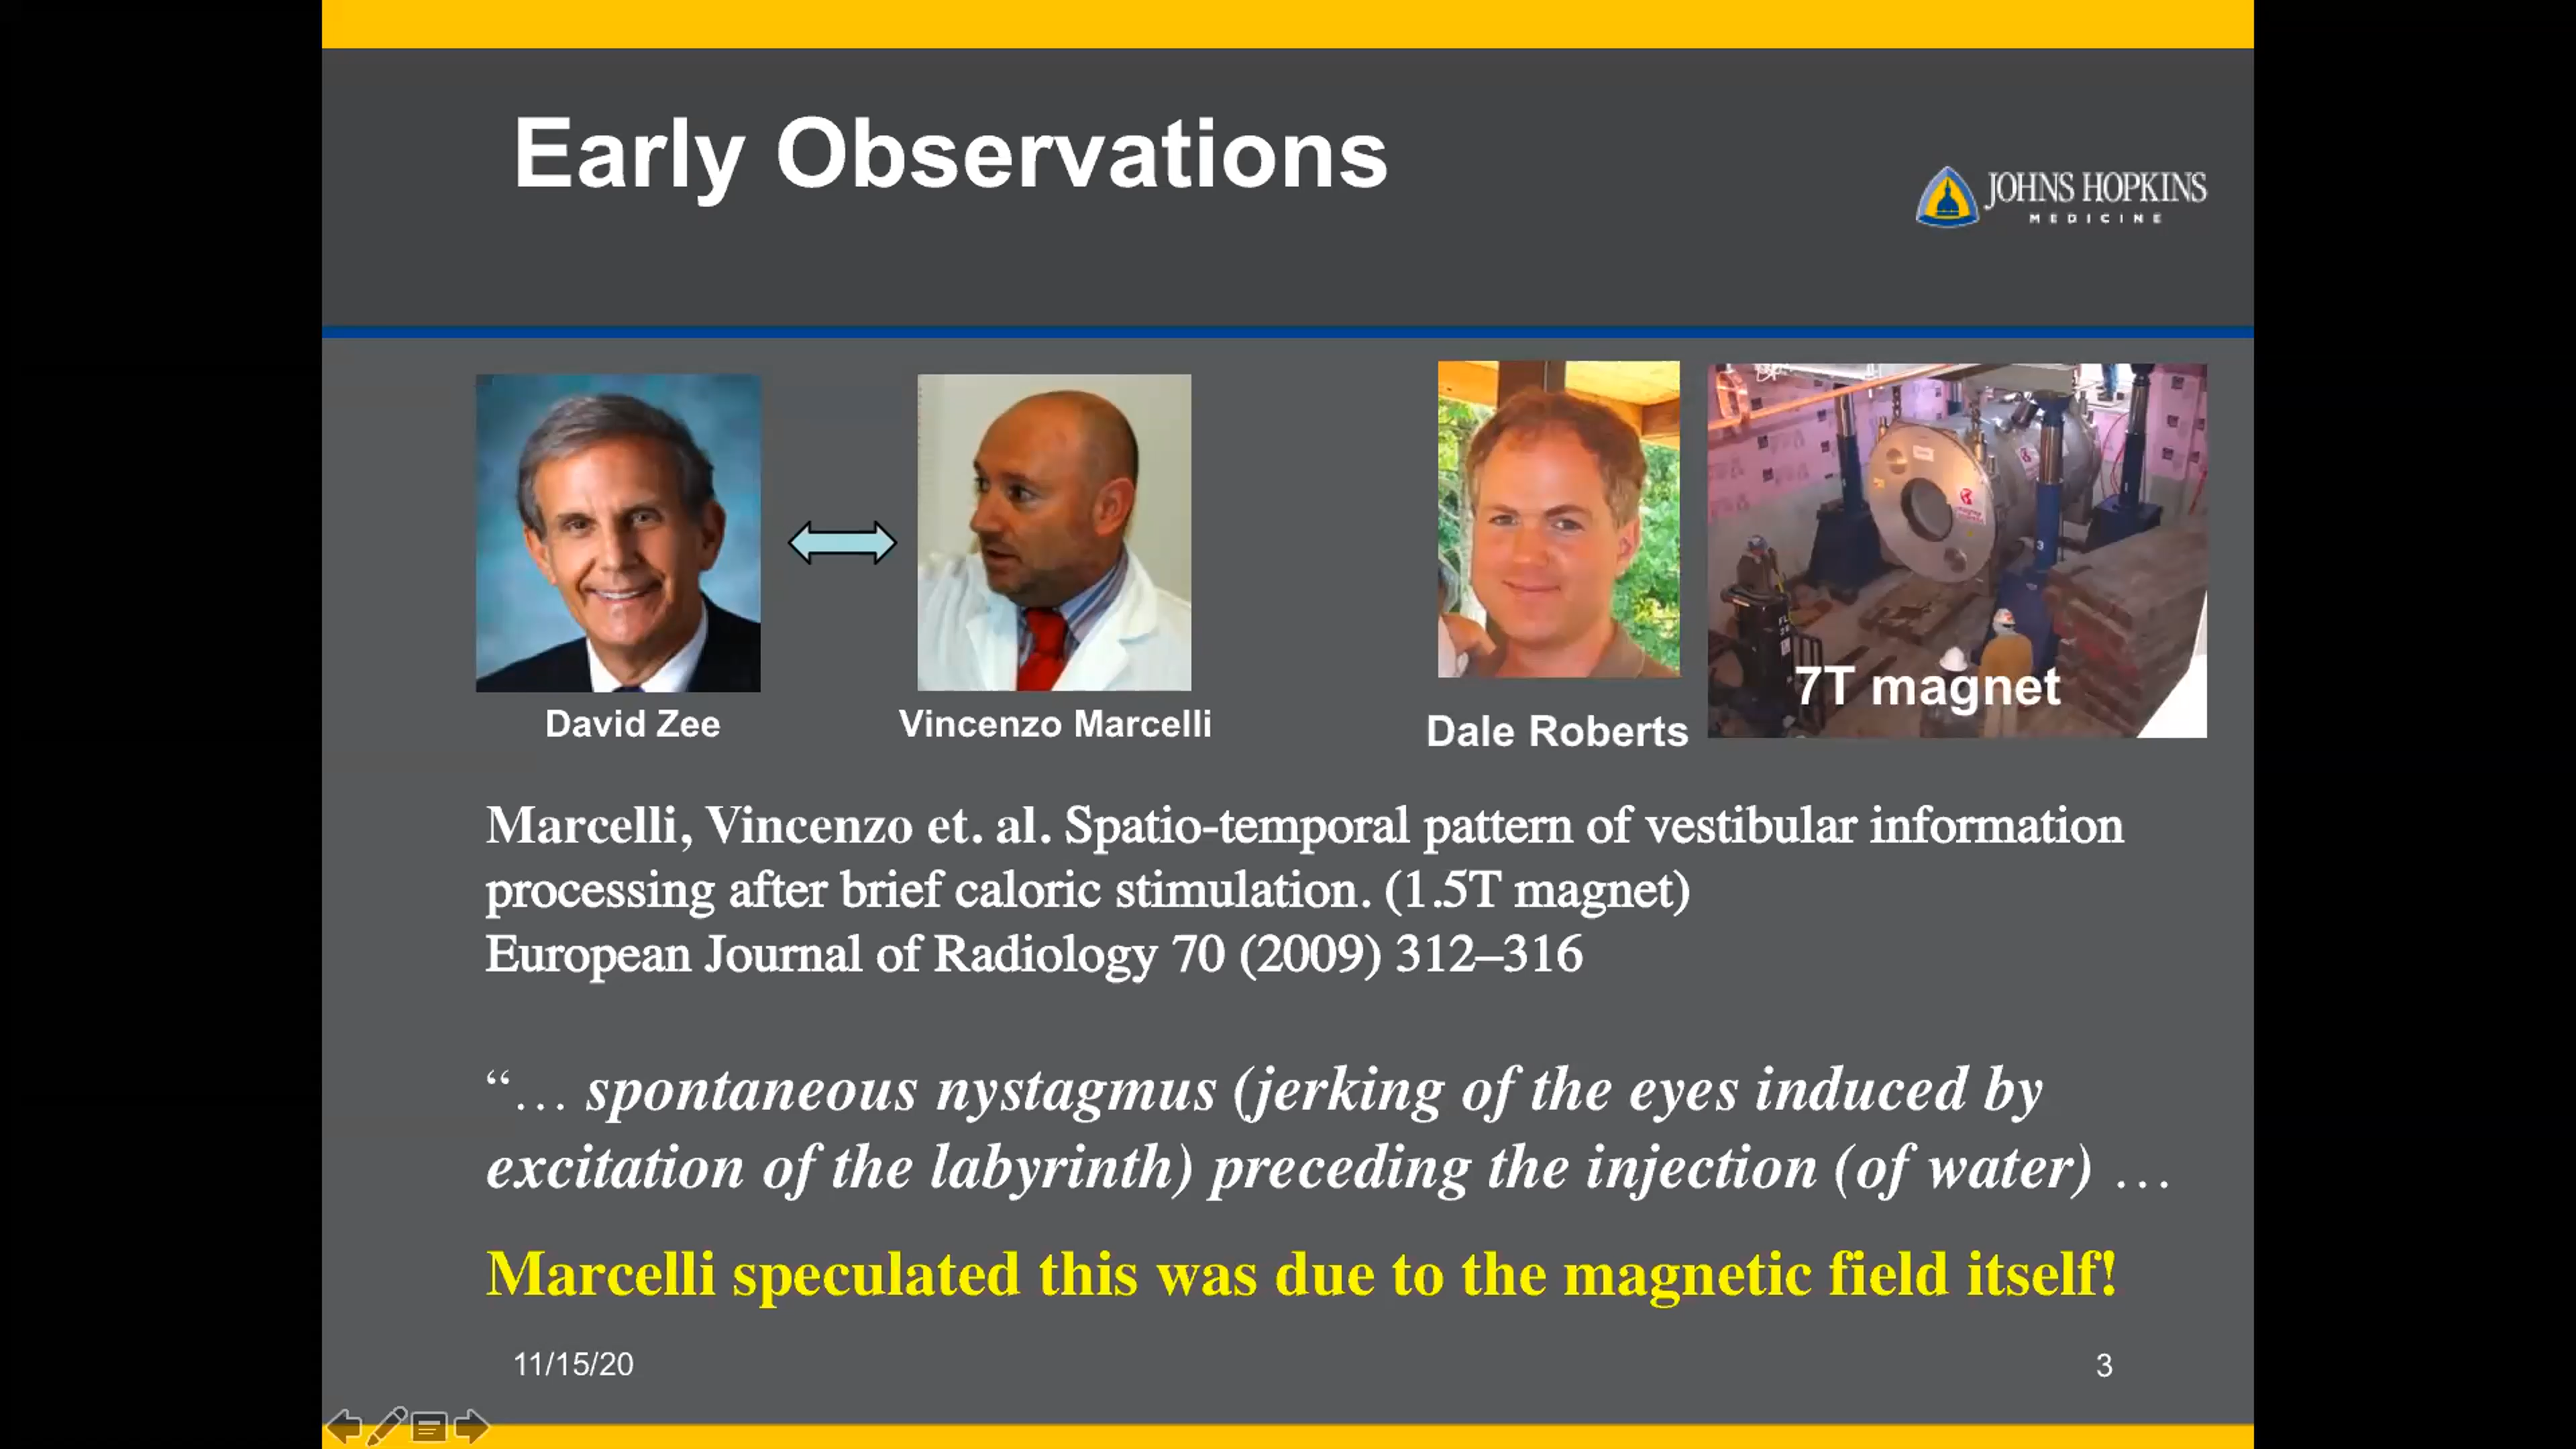 Early Observations
JOHNS HOPKINS
MEDICINE
7T magnet
David Zee
Vincenzo Marcelli
Dale Roberts
Marcelli, Vincenzo et. al. Spatio-temporal pattern of vestibular information
processing after brief caloric stimulation. (1.5T magnet)
European Journal of Radiology 70 (2009) 312–316
“… spontaneous nystagmus (jerking of the eyes induced by
excitation of the labyrinth) preceding the injection (of water) …
Marcelli speculated this was due to the magnetic field itself!
11/15/20
3